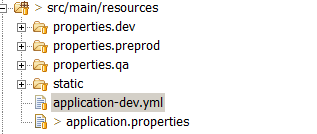 > src/main/resources
properties.dev
properties.preprod
properties.qa
static
application-dev.yml
> application.properties